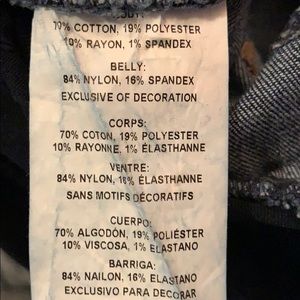 BODY:
70% COTTON, 19% POLYESTER
10% RAYON, 1% SPANDEX
BELLY:
84% NYLON, 16% SPANDEX
EXCLUSIVE OF DECORATION
CORPS:
70% COTON, 19% POLYESTER
10% RAYONNE, 1% ÉLASTHANNE
VENTRE:
84% NYLON, 16% ÉLASTHANNE
SANS MOTIFS DÉCORATIFS
CUERPO:
70% ALGODÓN, 19% POLIÉSTER
10% VISCOSA, 1% ELASTANO
BARRIGA:
84% NAILON, 16% ELASTANO
EXCLUSIVO PARA DECORAR